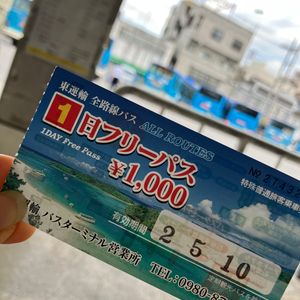 東運輸 全路線バス ALL ROUTES
1日フリーパス
1DAY Free Pass
¥1,000
特殊普通旅客乗車
有効期間
2 5.10
輸 バスターミナル営業所
TEL:0980-8